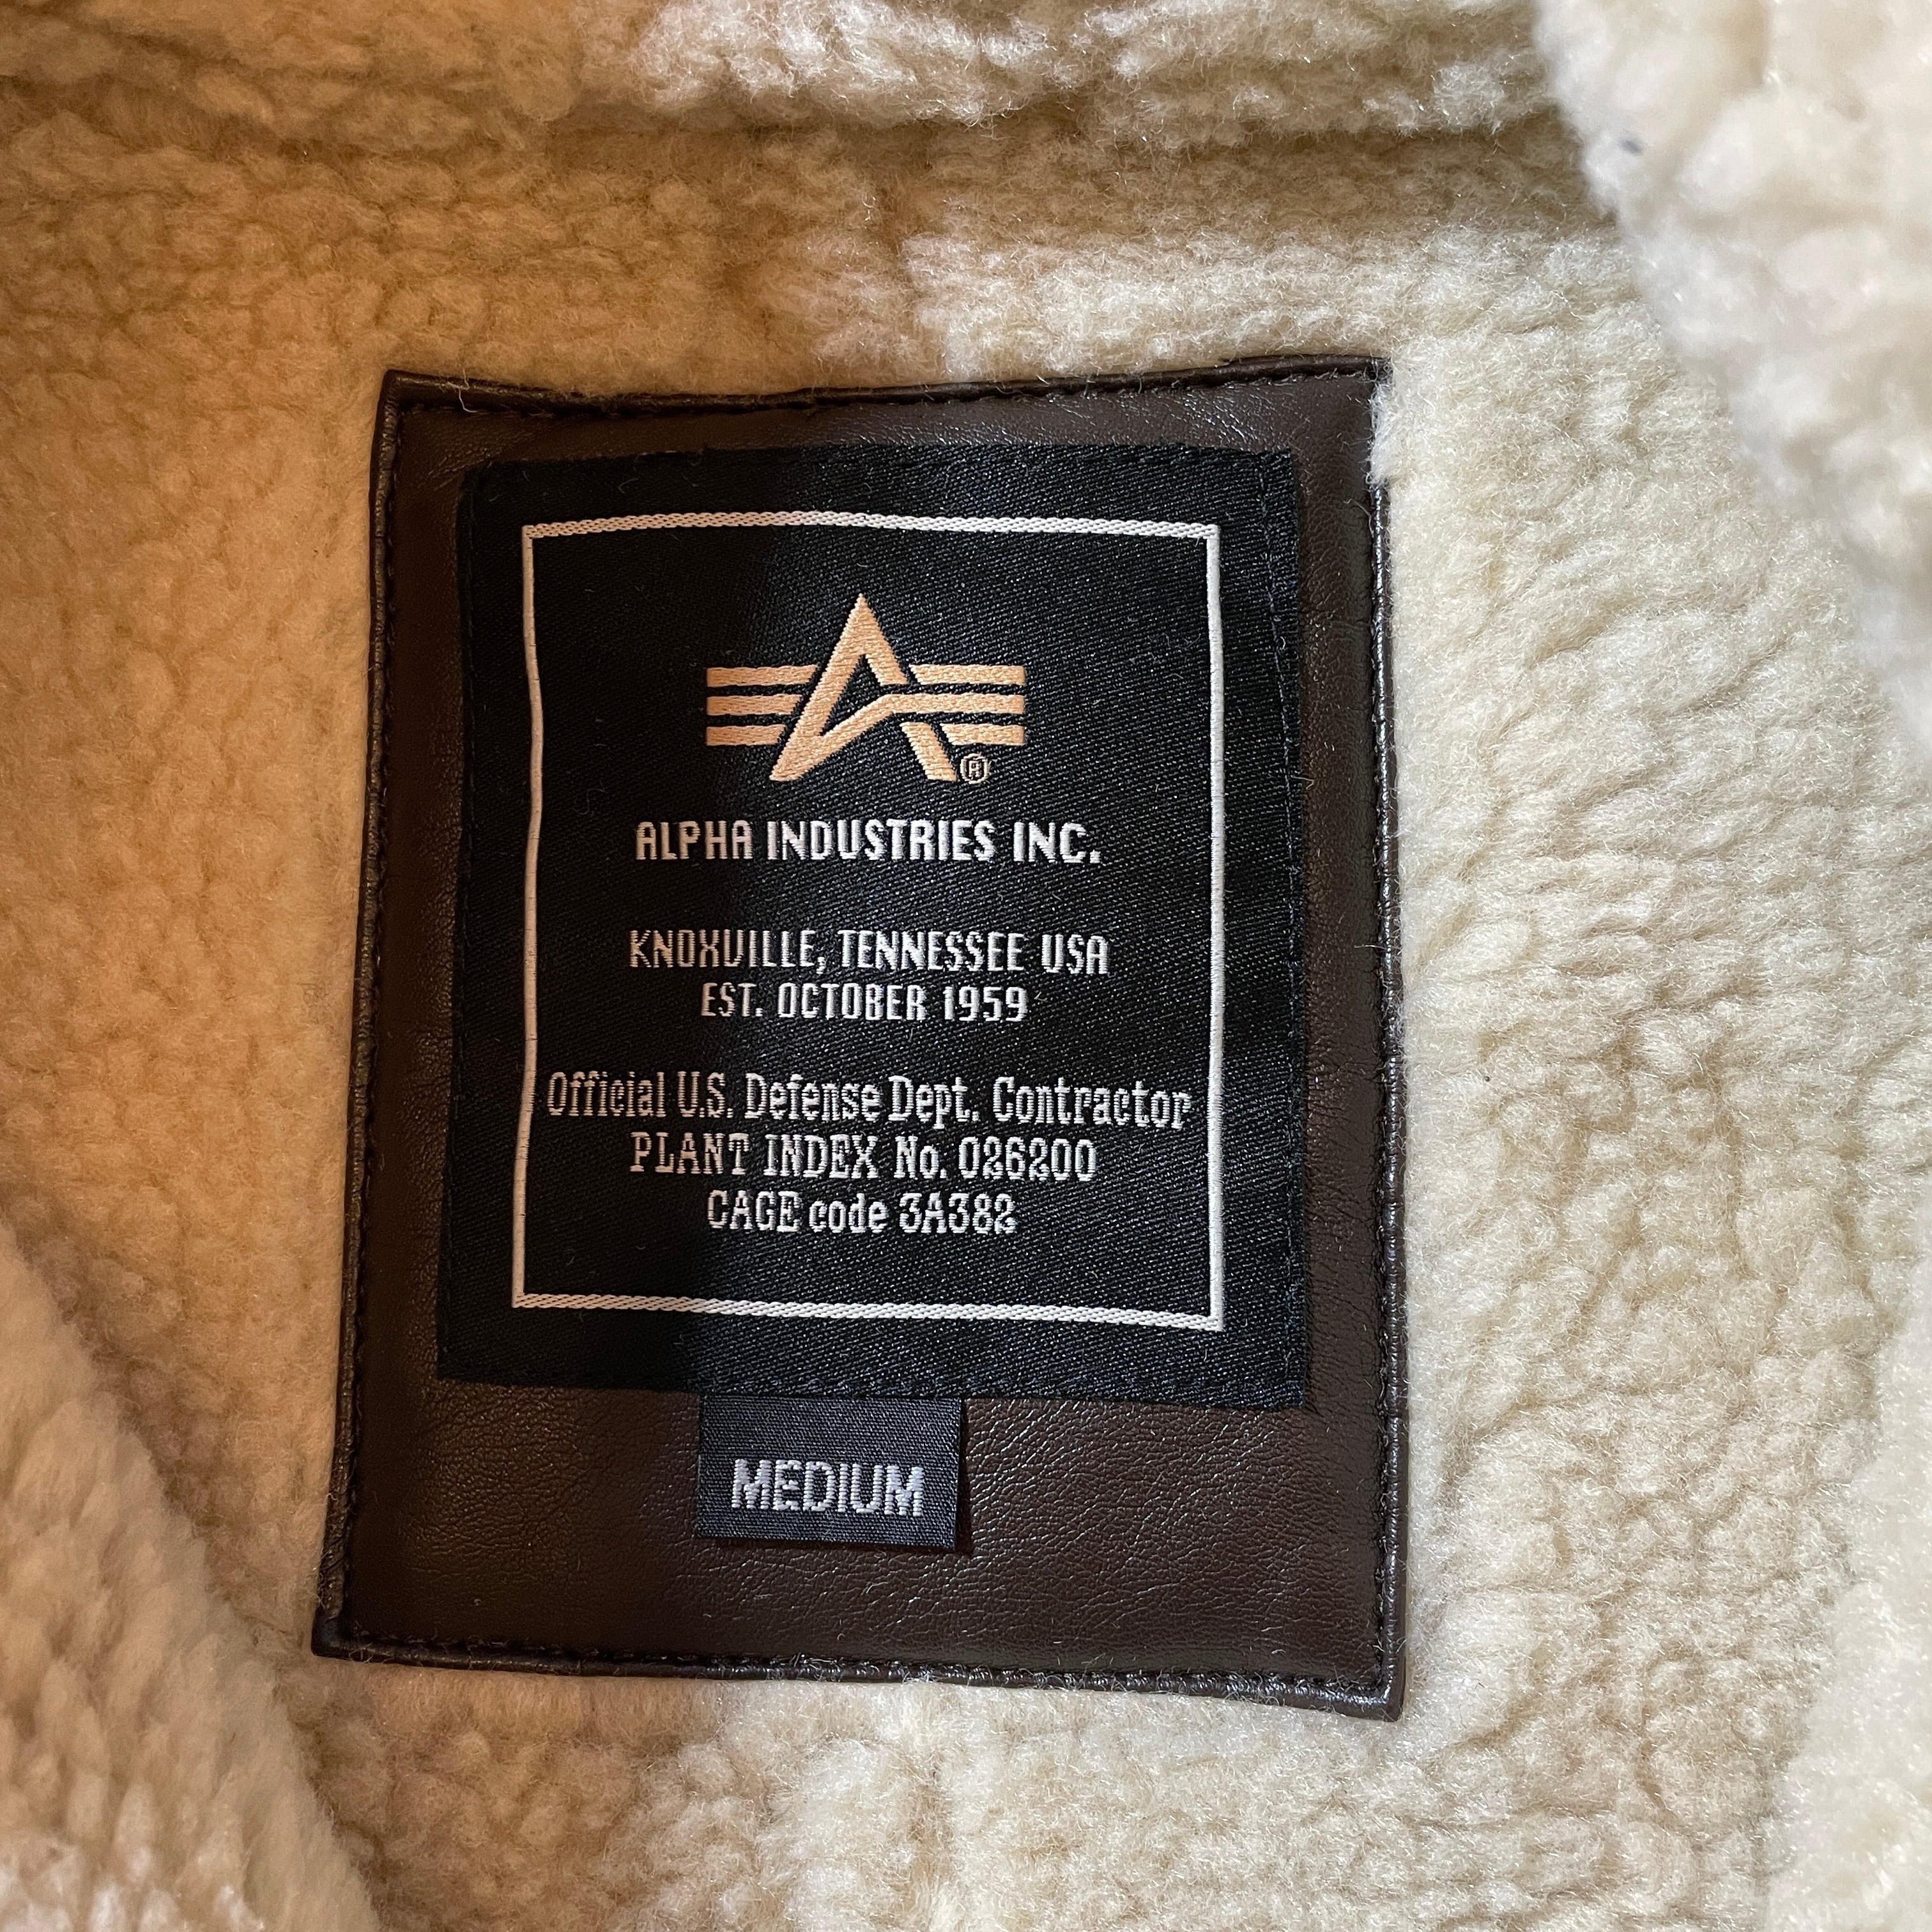 ®
ALPHA INDUSTRIES INC.
KNOXVILLE, TENNESSEE USA
EST. OCTOBER 1959
Official U.S. Defense Dept. Contractor
PLANT INDEX No. 026200
CAGE code 3A382
MEDIUM